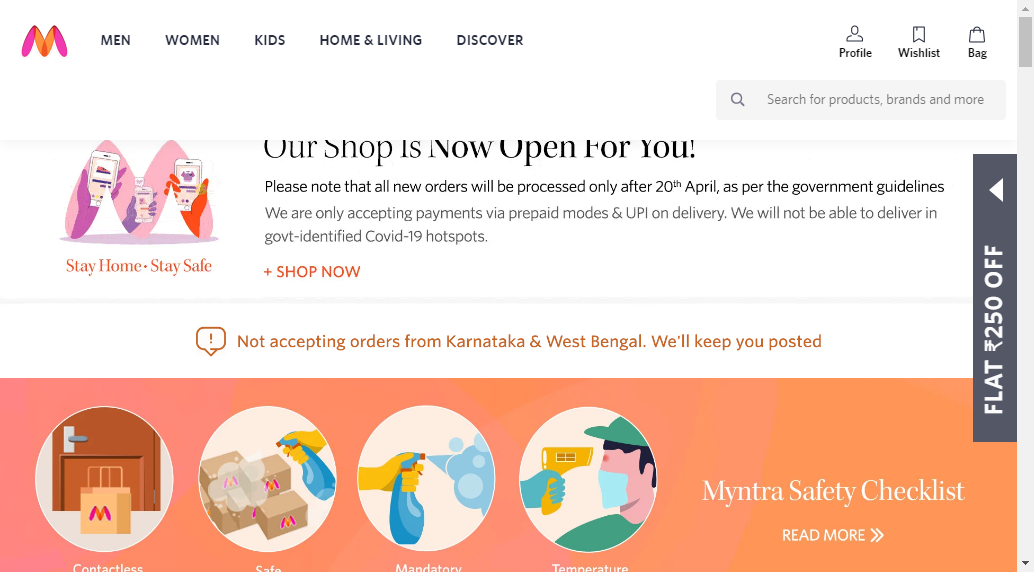 MEN WOMEN KIDS HOME & LIVING DISCOVER
Profile Wishlist Bag
Search for products, brands and more
Our Shop Is Now Open For You!
Please note that all new orders will be processed only after 20th April, as per the government guidelines
We are only accepting payments via prepaid modes & UPI on delivery. We will not be able to deliver in
govt-identified Covid-19 hotspots.
Stay Home • Stay Safe
+ SHOP NOW
FLAT ₹250 OFF
Not accepting orders from Karnataka & West Bengal. We'll keep you posted
Myntra Safety Checklist
READ MORE
Contactless Safe Mandatory Temperature